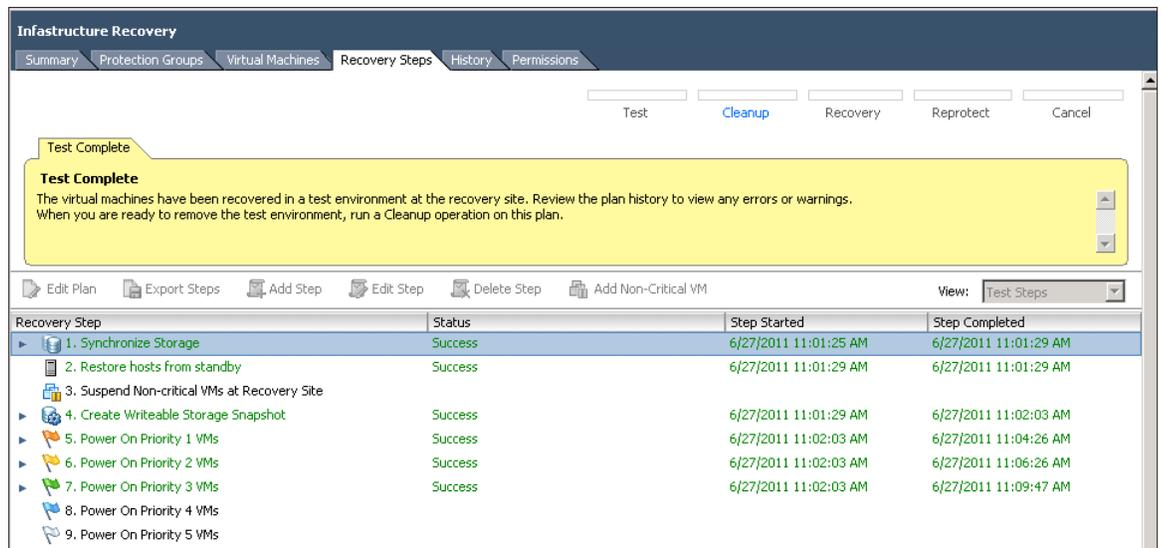 Infastructure Recovery
Summary Protection Groups Virtual Machines Recovery Steps History Permissions
Test Cleanup Recovery Reprotect Cancel
Test Complete
Test Complete
The virtual machines have been recovered in a test environment at the recovery site. Review the plan history to view any errors or warnings.
When you are ready to remove the test environment, run a Cleanup operation on this plan.
Edit Plan Export Steps Add Step Edit Step Delete Step Add Non-Critical VM View: Test Steps
Recovery Step Status Step Started Step Completed
1. Synchronize Storage Success 6/27/2011 11:01:25 AM 6/27/2011 11:01:29 AM
2. Restore hosts from standby Success 6/27/2011 11:01:29 AM 6/27/2011 11:01:29 AM
3. Suspend Non-critical VMs at Recovery Site
4. Create Writeable Storage Snapshot Success 6/27/2011 11:01:29 AM 6/27/2011 11:02:03 AM
5. Power On Priority 1 VMs Success 6/27/2011 11:02:03 AM 6/27/2011 11:04:26 AM
6. Power On Priority 2 VMs Success 6/27/2011 11:02:03 AM 6/27/2011 11:06:26 AM
7. Power On Priority 3 VMs Success 6/27/2011 11:02:03 AM 6/27/2011 11:09:47 AM
8. Power On Priority 4 VMs
9. Power On Priority 5 VMs